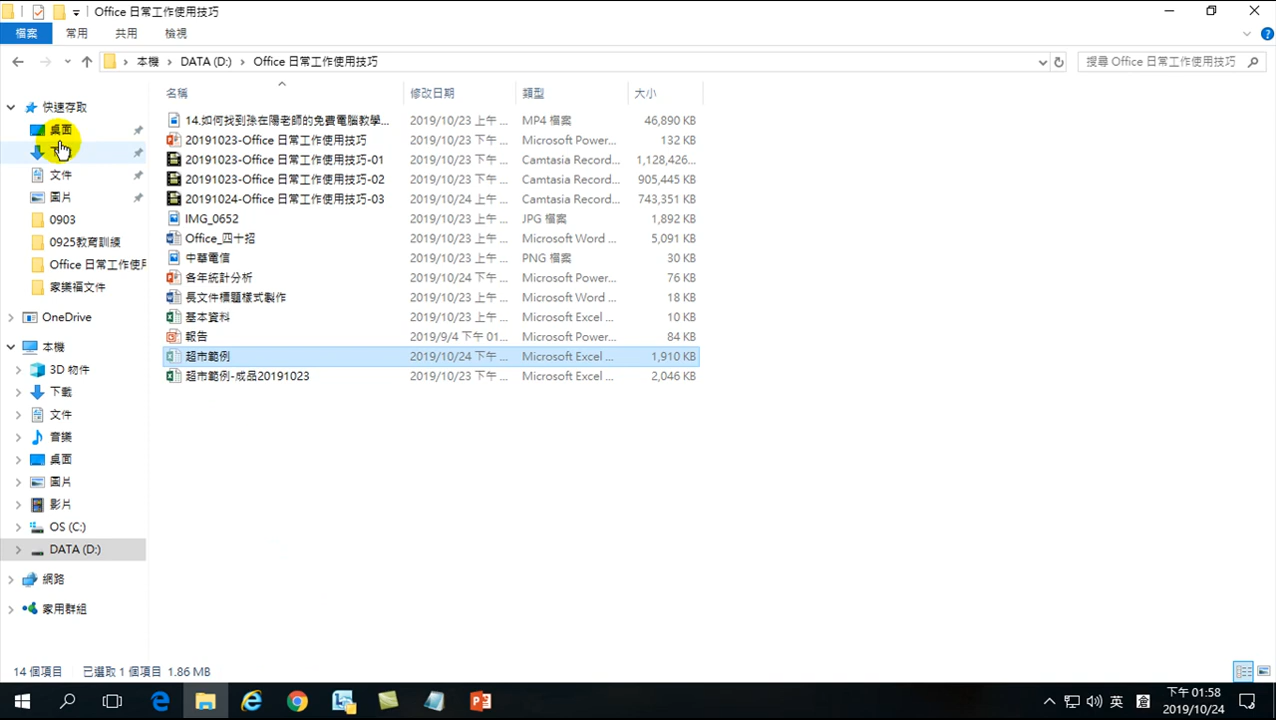 Office 日常工作使用技巧
檔案 常用 共用 檢視
本機 DATA (D:) Office 日常工作使用技巧 搜尋 Office 日常工作使用技巧
名稱 修改日期 類型 大小
快速存取
桌面
文件
圖片
0903
0925教育訓練
Office 日常工作使用
家樂福文件
OneDrive
本機
3D 物件
下載
文件
音樂
桌面
圖片
影片
OS (C:)
DATA (D:)
網路
家用群組
14.如何找到孫在陽老師的免費電腦教學... 2019/10/23 上午 ... MP4 檔案 46,890 KB
20191023-Office 日常工作使用技巧 2019/10/23 下午 ... Microsoft Power... 132 KB
20191023-Office 日常工作使用技巧-01 2019/10/23 上午 ... Camtasia Record... 1,128,426...
20191023-Office 日常工作使用技巧-02 2019/10/23 下午 ... Camtasia Record... 905,445 KB
20191024-Office 日常工作使用技巧-03 2019/10/24 上午 ... Camtasia Record... 743,351 KB
IMG_0652 2019/10/23 上午 ... JPG 檔案 1,892 KB
Office_四十招 2019/10/23 上午 ... Microsoft Word ... 5,091 KB
中華電信 2019/10/23 上午 ... PNG 檔案 30 KB
各年統計分析 2019/10/24 下午 ... Microsoft Power... 76 KB
長文件標題樣式製作 2019/10/23 上午 ... Microsoft Word ... 18 KB
基本資料 2019/10/23 上午 ... Microsoft Excel ... 10 KB
報告 2019/9/4 下午 01... Microsoft Power... 84 KB
超市範例 2019/10/24 下午 ... Microsoft Excel ... 1,910 KB
超市範例-成品20191023 2019/10/23 下午 ... Microsoft Excel ... 2,046 KB
14 個項目 已選取 1 個項目 1.86 MB
英 倉 下午 01:58
2019/10/24